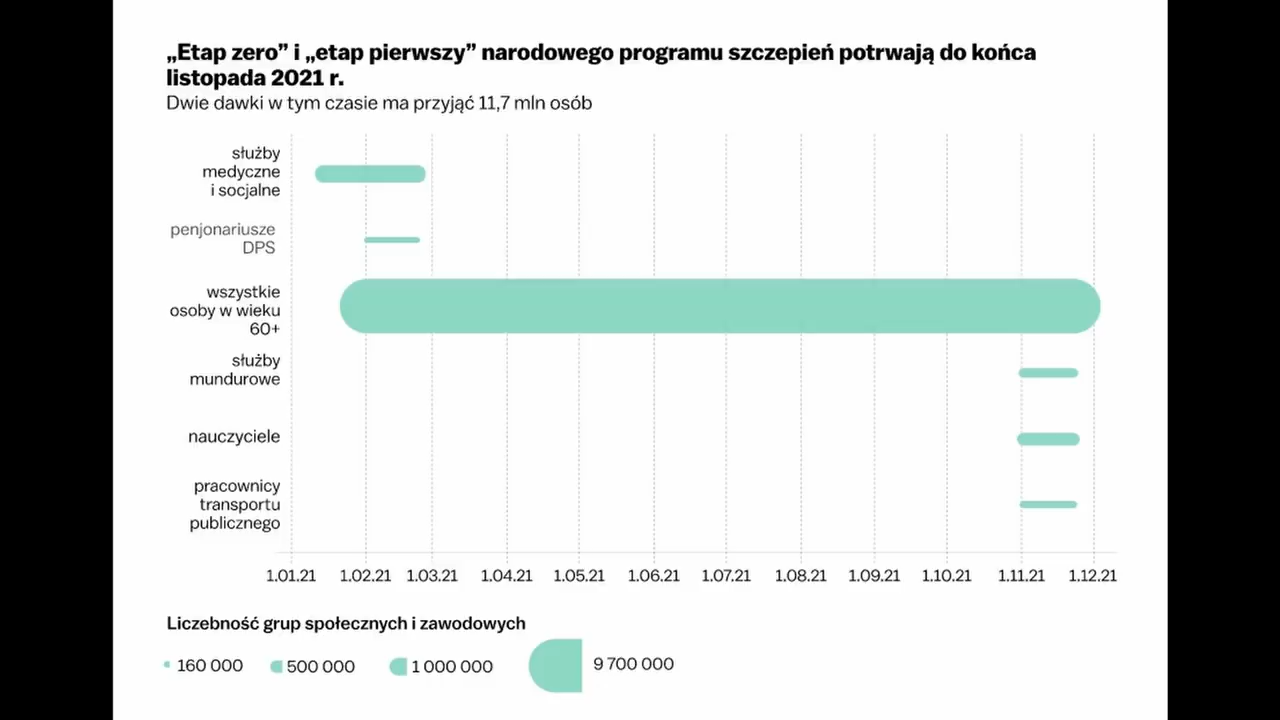 „Etap zero” i „etap pierwszy” narodowego programu szczepień potrwają do końca
listopada 2021 r.
Dwie dawki w tym czasie ma przyjąć 11,7 mln osób
służby
medyczne
i socjalne
penjonariusze
DPS
wszystkie
osoby w wieku
60+
służby
mundurowe
nauczyciele
pracownicy
transportu
publicznego
1.01.21 1.02.21 1.03.21 1.04.21 1.05.21 1.06.21 1.07.21 1.08.21 1.09.21 1.10.21 1.11.21 1.12.21
Liczebność grup społecznych i zawodowych
160 000 500 000 1 000 000 9 700 000